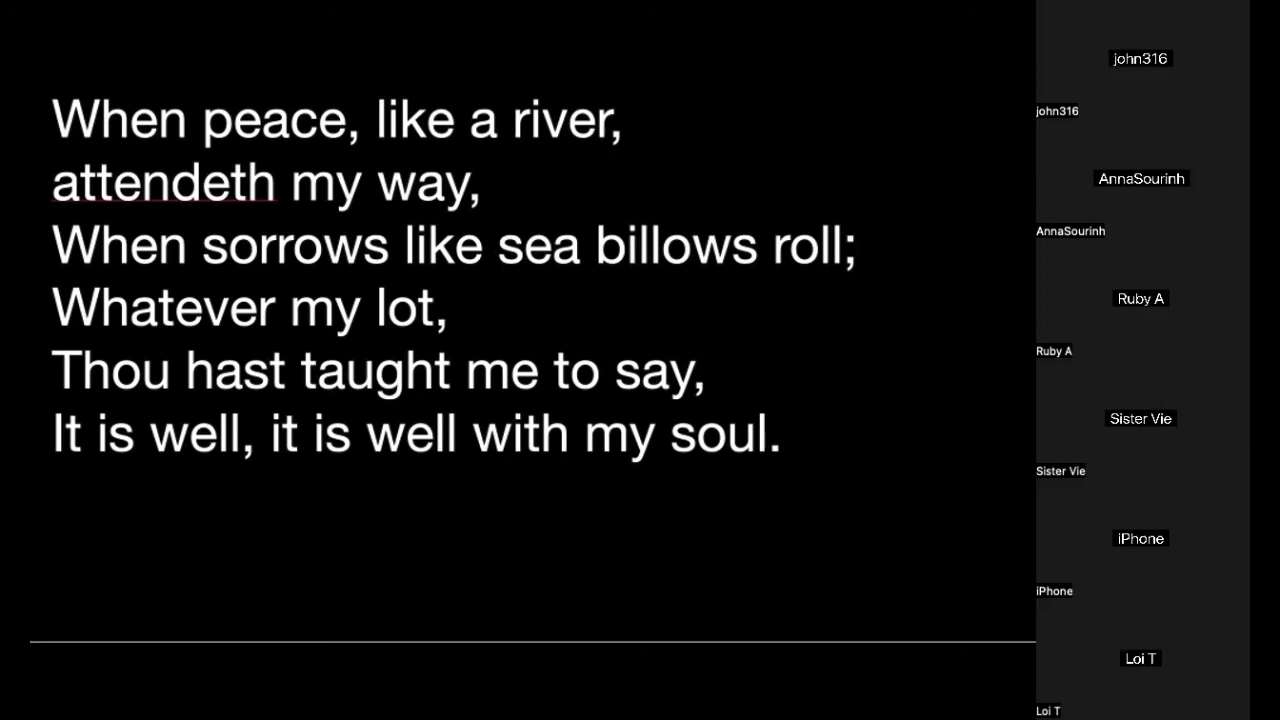 When peace, like a river,
attendeth my way,
When sorrows like sea billows roll;
Whatever my lot,
Thou hast taught me to say,
It is well, it is well with my soul.
john316
john316
AnnaSourinh
AnnaSourinh
Ruby A
Ruby A
Sister Vie
Sister Vie
iPhone
iPhone
Loi T
Loi T